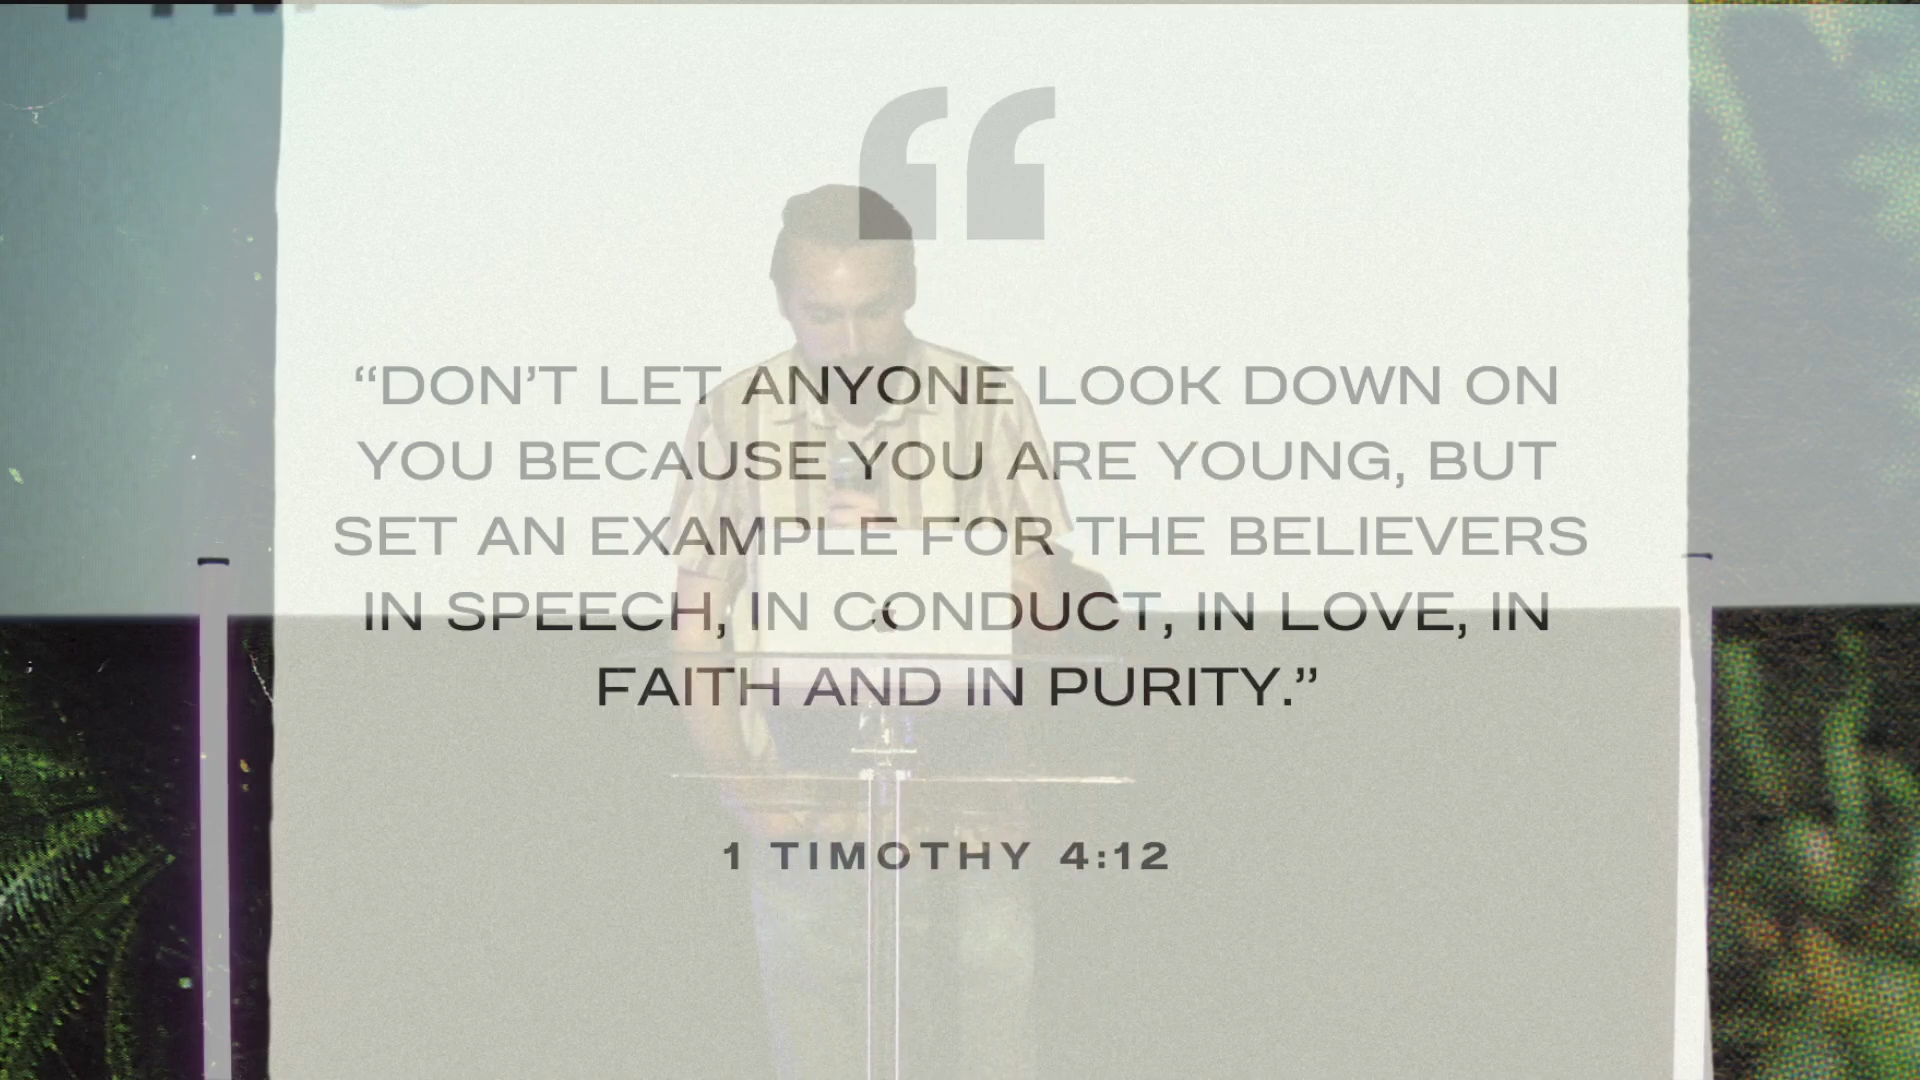 “DON’T LET ANYONE LOOK DOWN ON
YOU BECAUSE YOU ARE YOUNG, BUT
SET AN EXAMPLE FOR THE BELIEVERS
IN SPEECH, IN CONDUCT, IN LOVE, IN
FAITH AND IN PURITY.”
1 TIMOTHY 4:12